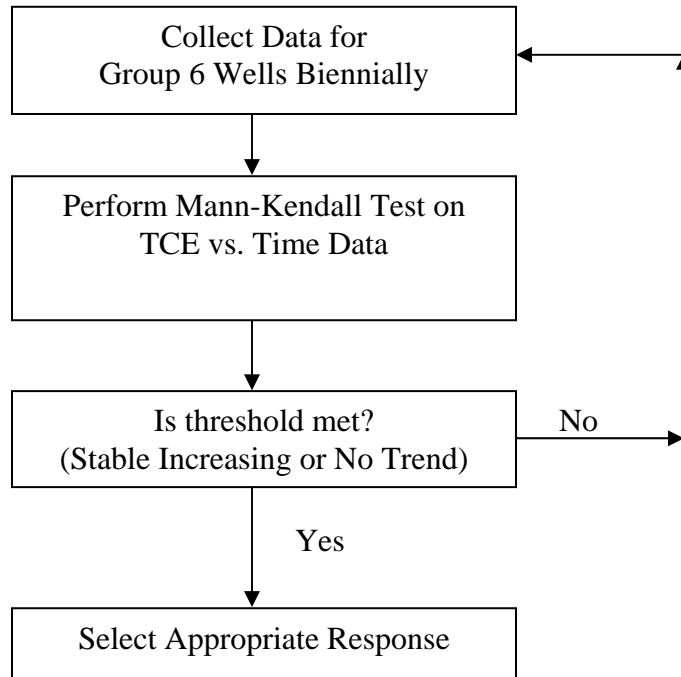 Collect Data for
Group 6 Wells Biennially
Perform Mann-Kendall Test on
TCE vs. Time Data
Is threshold met?
(Stable Increasing or No Trend)
No
Yes
Select Appropriate Response